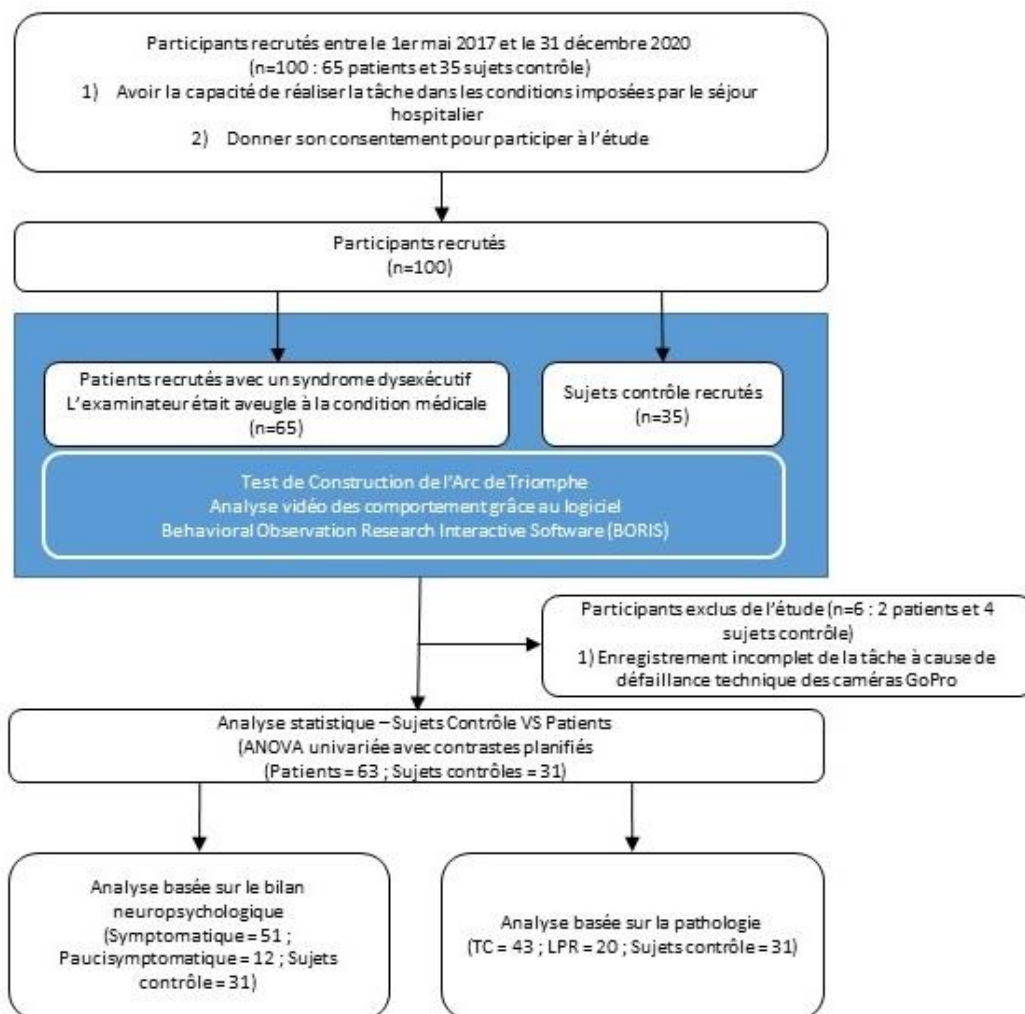 Participants recrutés entre le 1er mai 2017 et le 31 décembre 2020
(n=100 : 65 patients et 35 sujets contrôle)
1) Avoir la capacité de réaliser la tâche dans les conditions imposées par le séjour
hospitalier
2) Donner son consentement pour participer à l'étude
Participants recrutés
(n=100)
Patients recrutés avec un syndrome dysexécutif
L'examinateur était aveugle à la condition médicale
(n=65)
Sujets contrôle recrutés
(n=35)
Test de Construction de l'Arc de Triomphe
Analyse vidéo des comportement grâce au logiciel
Behavioral Observation Research Interactive Software (BORIS)
Participants exclus de l'étude (n=6 : 2 patients et 4
sujets contrôle)
1) Enregistrement incomplet de la tâche à cause de
défaillance technique des caméras GoPro
Analyse statistique – Sujets Contrôle VS Patients
(ANOVA univariée avec contrastes planifiés
(Patients = 63 ; Sujets contrôles = 31)
Analyse basée sur le bilan
neuropsychologique
(Symptomatique = 51 ;
Paucisymptomatique = 12 ; Sujets
contrôle = 31)
Analyse basée sur la pathologie
(TC = 43 ; LPR = 20 ; Sujets contrôle = 31)